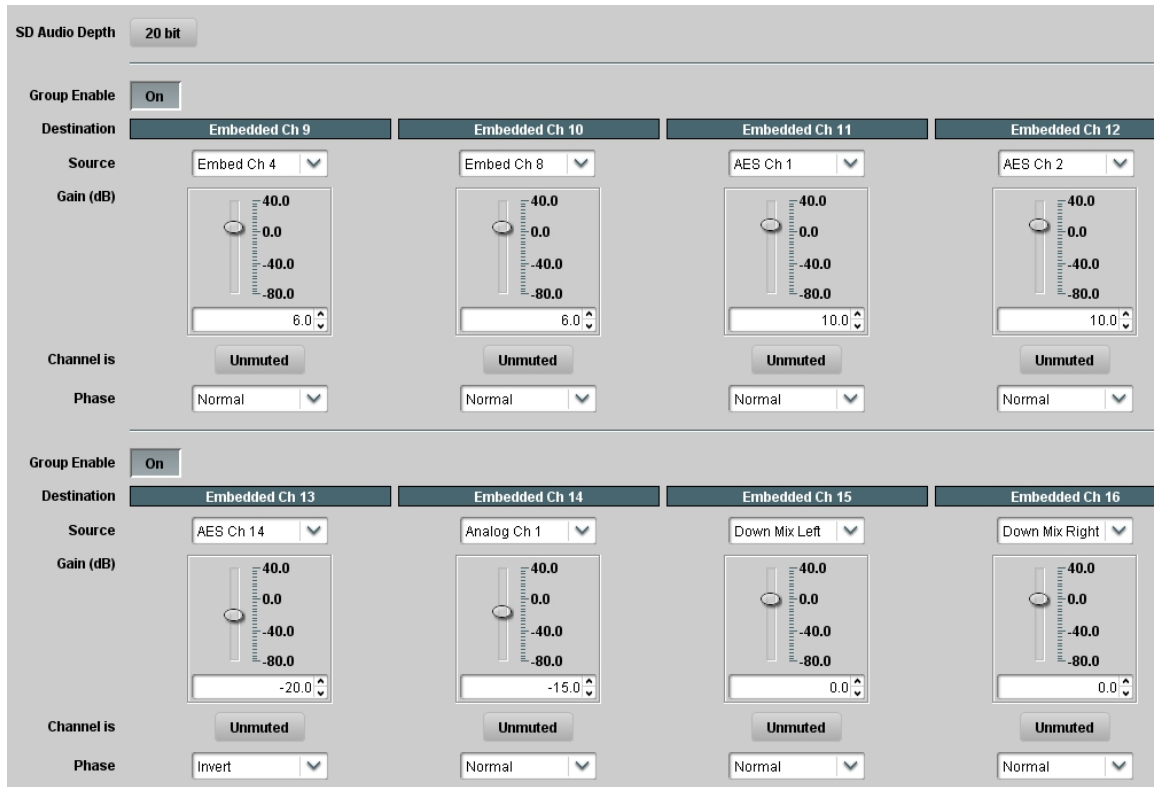 SD Audio Depth 20 bit
Group Enable On
Destination Embedded Ch 9 Embedded Ch 10 Embedded Ch 11 Embedded Ch 12
Source Embed Ch 4 Embed Ch 8 AES Ch 1 AES Ch 2
Gain (dB) 40.0 40.0 40.0 40.0
0.0 0.0 0.0 0.0
-40.0 -40.0 -40.0 -40.0
-80.0 -80.0 -80.0 -80.0
6.0 6.0 10.0 10.0
Channel is Unmuted Unmuted Unmuted Unmuted
Phase Normal Normal Normal Normal
Group Enable On
Destination Embedded Ch 13 Embedded Ch 14 Embedded Ch 15 Embedded Ch 16
Source AES Ch 14 Analog Ch 1 Down Mix Left Down Mix Right
Gain (dB) 40.0 40.0 40.0 40.0
0.0 0.0 0.0 0.0
-40.0 -40.0 -40.0 -40.0
-80.0 -80.0 -80.0 -80.0
-20.0 -15.0 0.0 0.0
Channel is Unmuted Unmuted Unmuted Unmuted
Phase Invert Normal Normal Normal